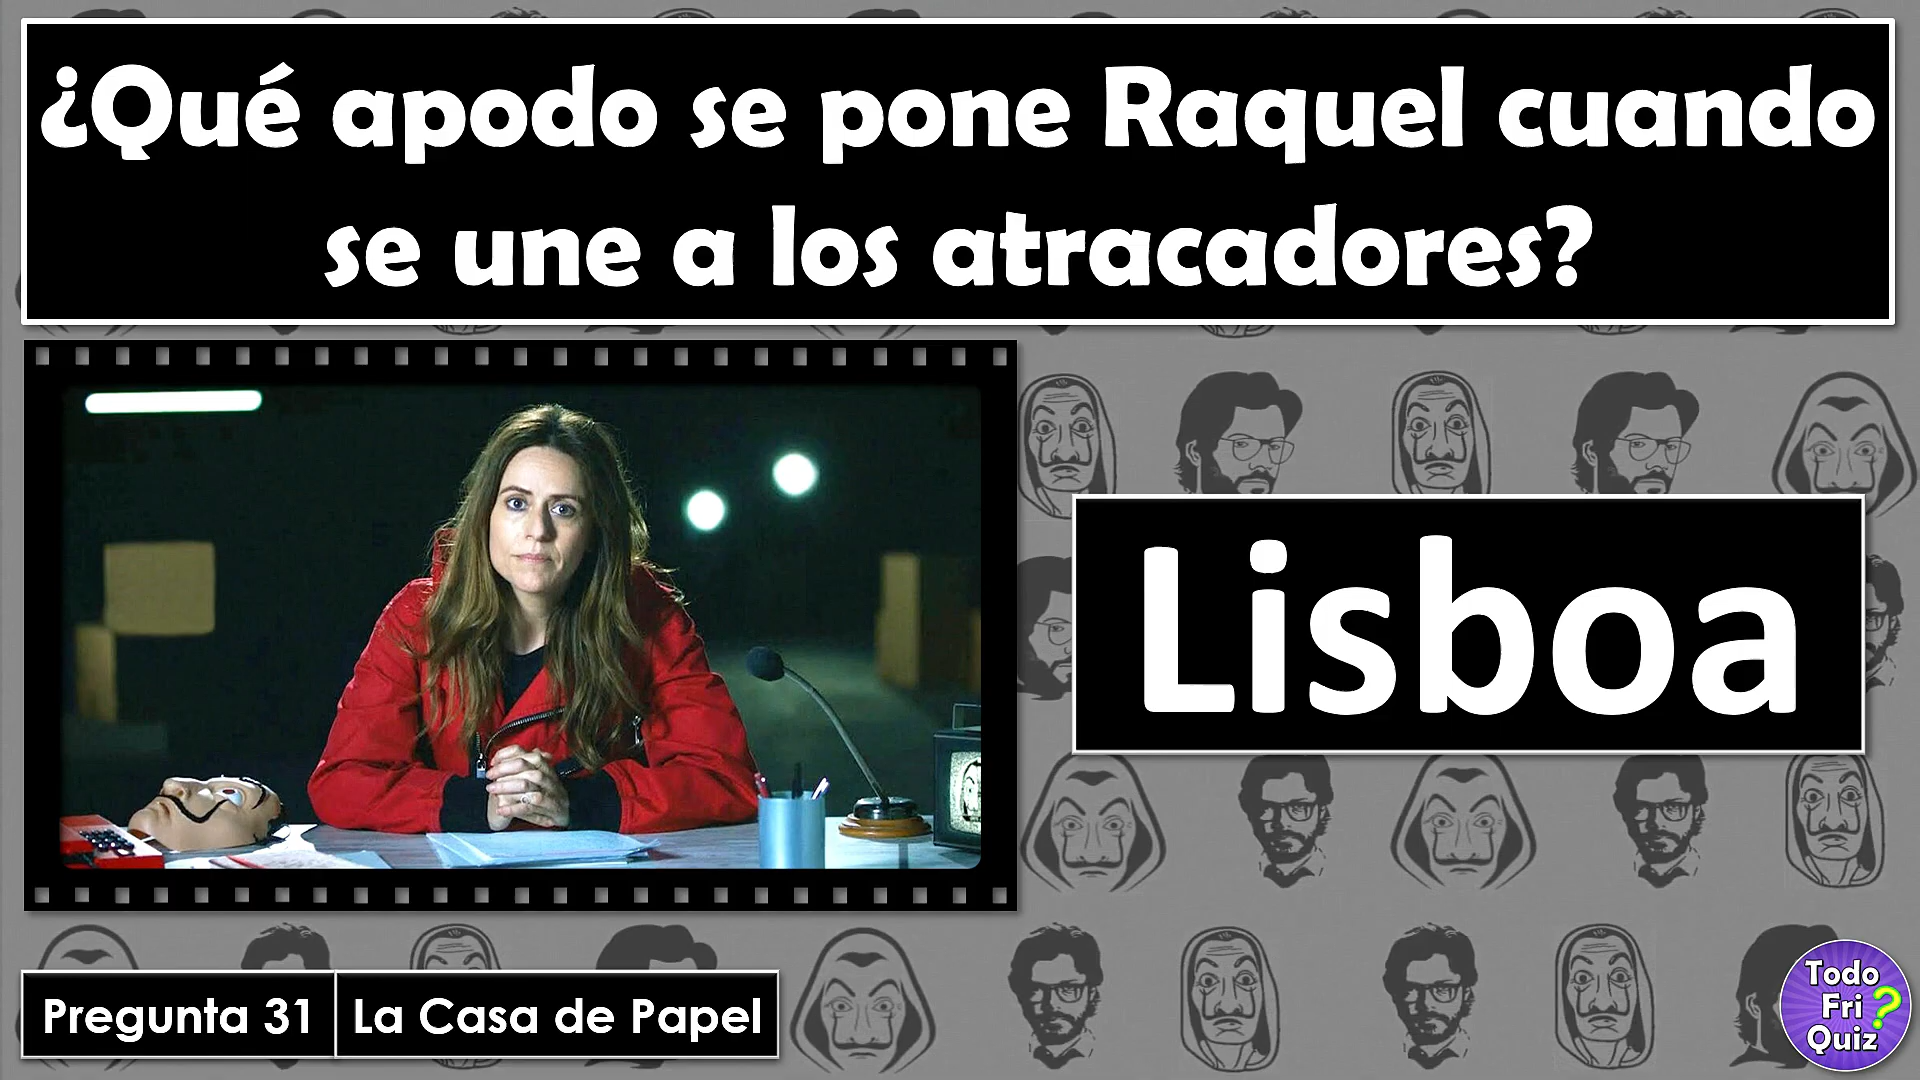 ¿Qué apodo se pone Raquel cuando
se une a los atracadores?
Lisboa
Pregunta 31
La Casa de Papel
Todo
Fri
Quiz
?